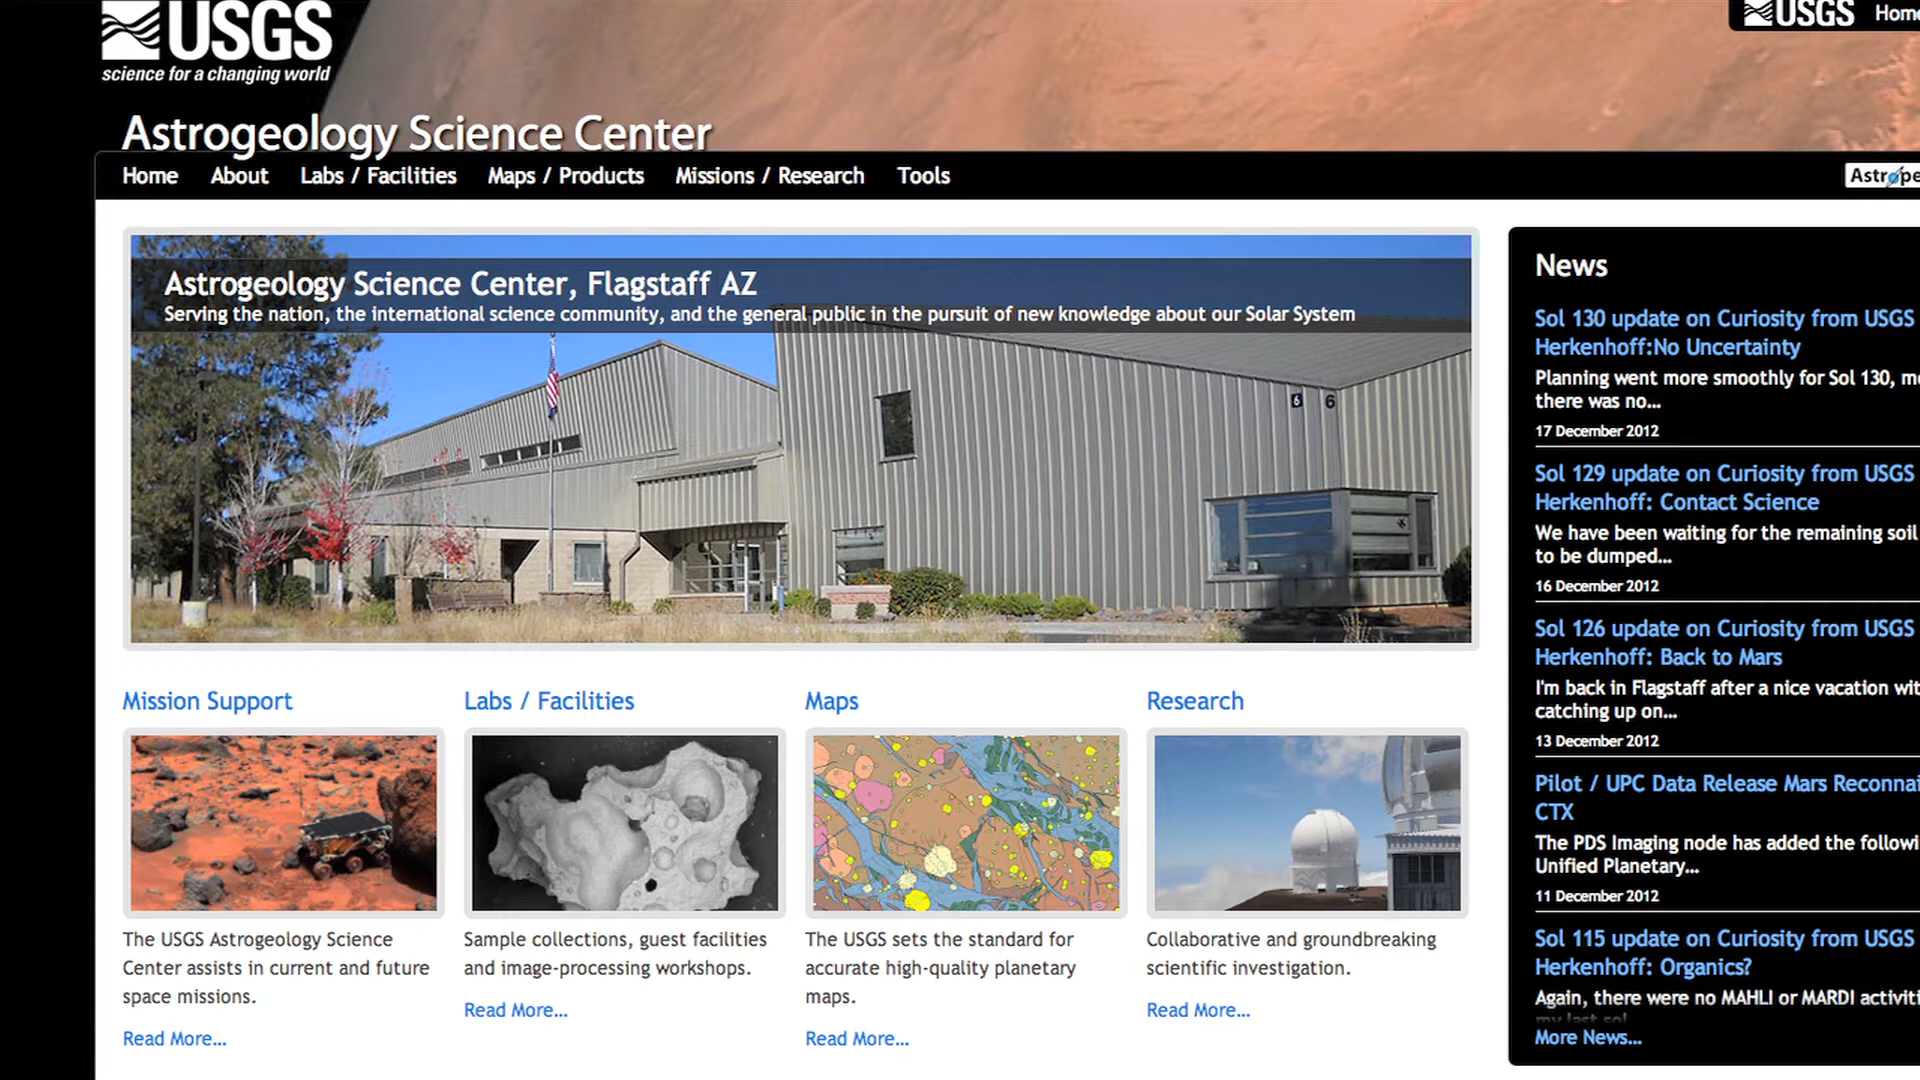 USGS
science for a changing world
USGS Home
Astrogeology Science Center
Home About Labs / Facilities Maps / Products Missions / Research Tools
Astrogeology Science Center, Flagstaff AZ
Serving the nation, the international science community, and the general public in the pursuit of new knowledge about our Solar System
6 6
Mission Support
The USGS Astrogeology Science
Center assists in current and future
space missions.
Read More...
Labs / Facilities
Sample collections, guest facilities
and image-processing workshops.
Read More...
Maps
The USGS sets the standard for
accurate high-quality planetary
maps.
Read More...
Research
Collaborative and groundbreaking
scientific investigation.
Read More...
News
Sol 130 update on Curiosity from USGS
Herkenhoff:No Uncertainty
Planning went more smoothly for Sol 130,
there was no...
17 December 2012
Sol 129 update on Curiosity from USGS
Herkenhoff: Contact Science
We have been waiting for the remaining soil
to be dumped...
16 December 2012
Sol 126 update on Curiosity from USGS
Herkenhoff: Back to Mars
I'm back in Flagstaff after a nice vacation
catching up on...
13 December 2012
Pilot / UPC Data Release Mars
CTX
The PDS Imaging node has added the
Unified Planetary...
11 December 2012
Sol 115 update on Curiosity from USGS
Herkenhoff: Organics?
Again, there were no MAHLI or MARDI
my last sol
More News...